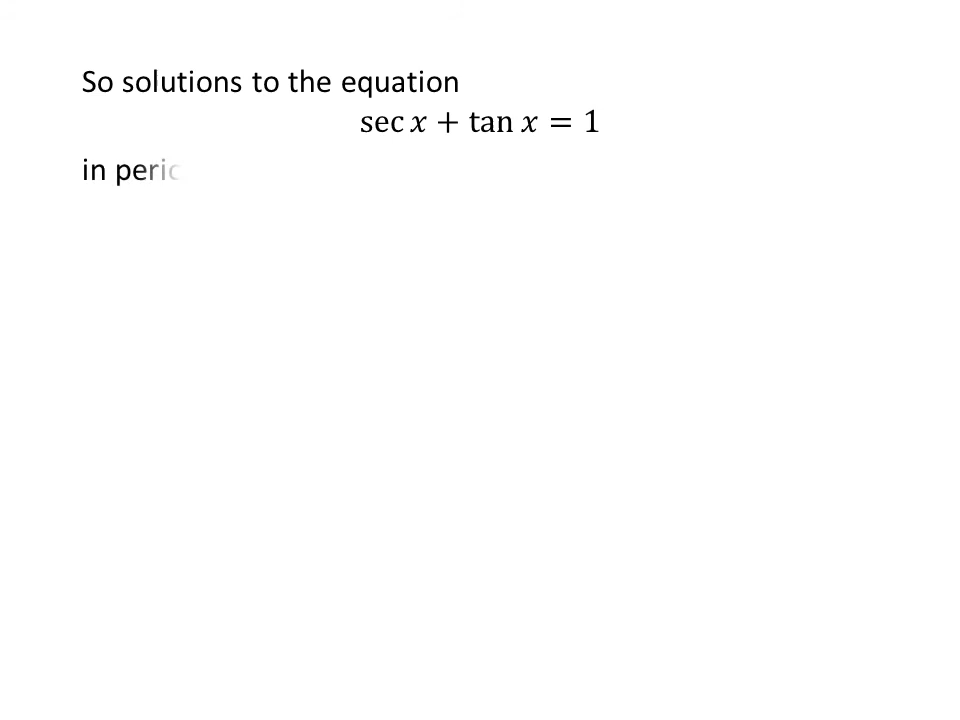 So solutions to the equation
sec 𝑥 + tan 𝑥 = 1
in peri